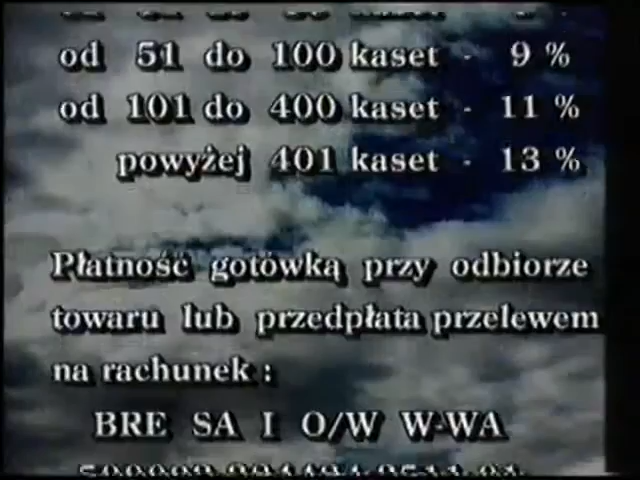 od 51 do 100 kaset - 9 %
od 101 do 400 kaset - 11 %
powyżej 401 kaset - 13 %
Płatność gotówką przy odbiorze
towaru lub przedpłata przelewem
na rachunek :
BRE SA I O/W W-WA